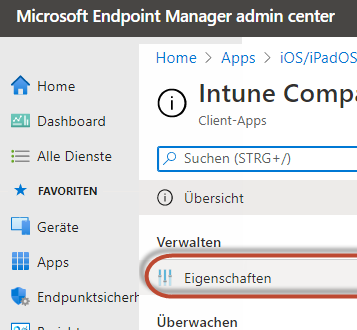 Microsoft Endpoint Manager admin center
Home > Apps > iOS/iPadOS
Intune Compa
Client-Apps
Suchen (STRG+/)
Übersicht
Verwalten
Eigenschaften
Überwachen
Home
Dashboard
Alle Dienste
FAVORITEN
Geräte
Apps
Endpunktsicherh